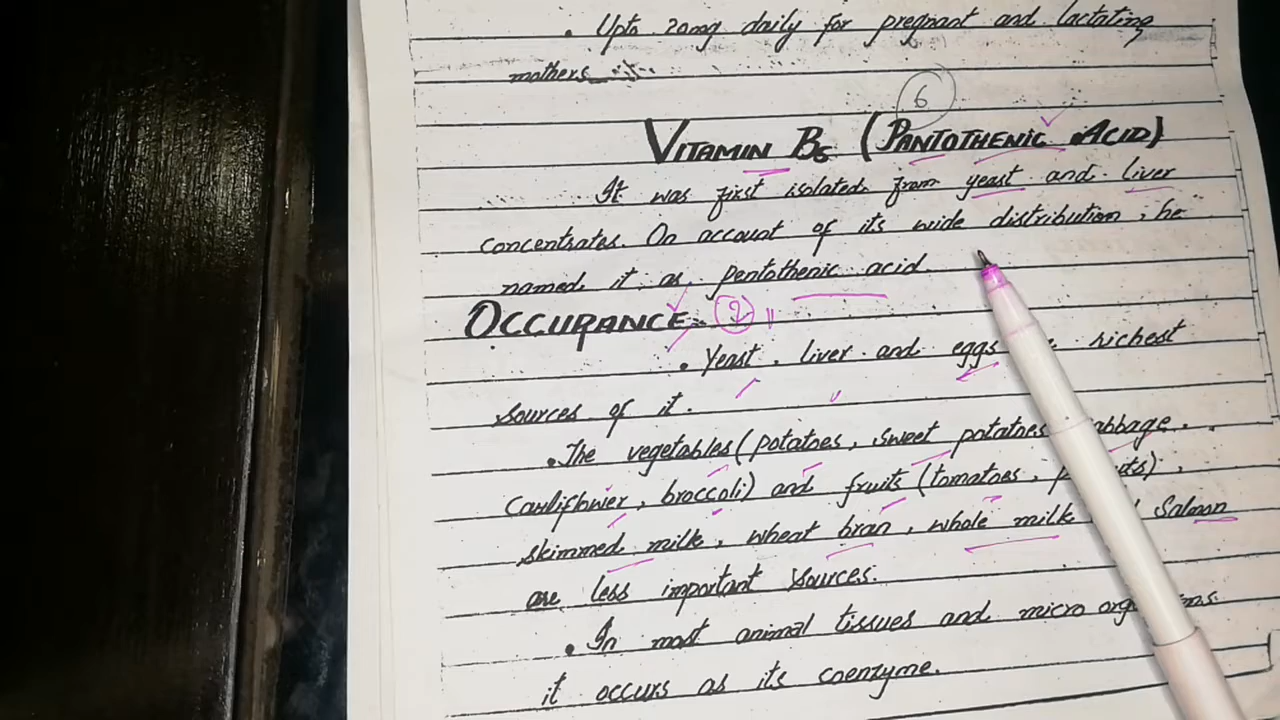 • Upto 20mg daily for pregnant and lactating
mothers
6
VITAMIN B5 (PANTOTHENIC ACID)
It was first isolated from yeast and liver
concentrates. On account of its wide distribution, he
named it as pentothenic acid.
OCCURANCE. 2
• Yeast, liver and eggs richest
sources of it.
• The vegetables (potatoes, sweet potatoes
cauliflower, broccoli) and fruits (tomatoes,
skimmed milk, wheat bran, whole milk Salmon
are less important sources.
• In most animal tissues and micro
it occurs as its coenzyme.